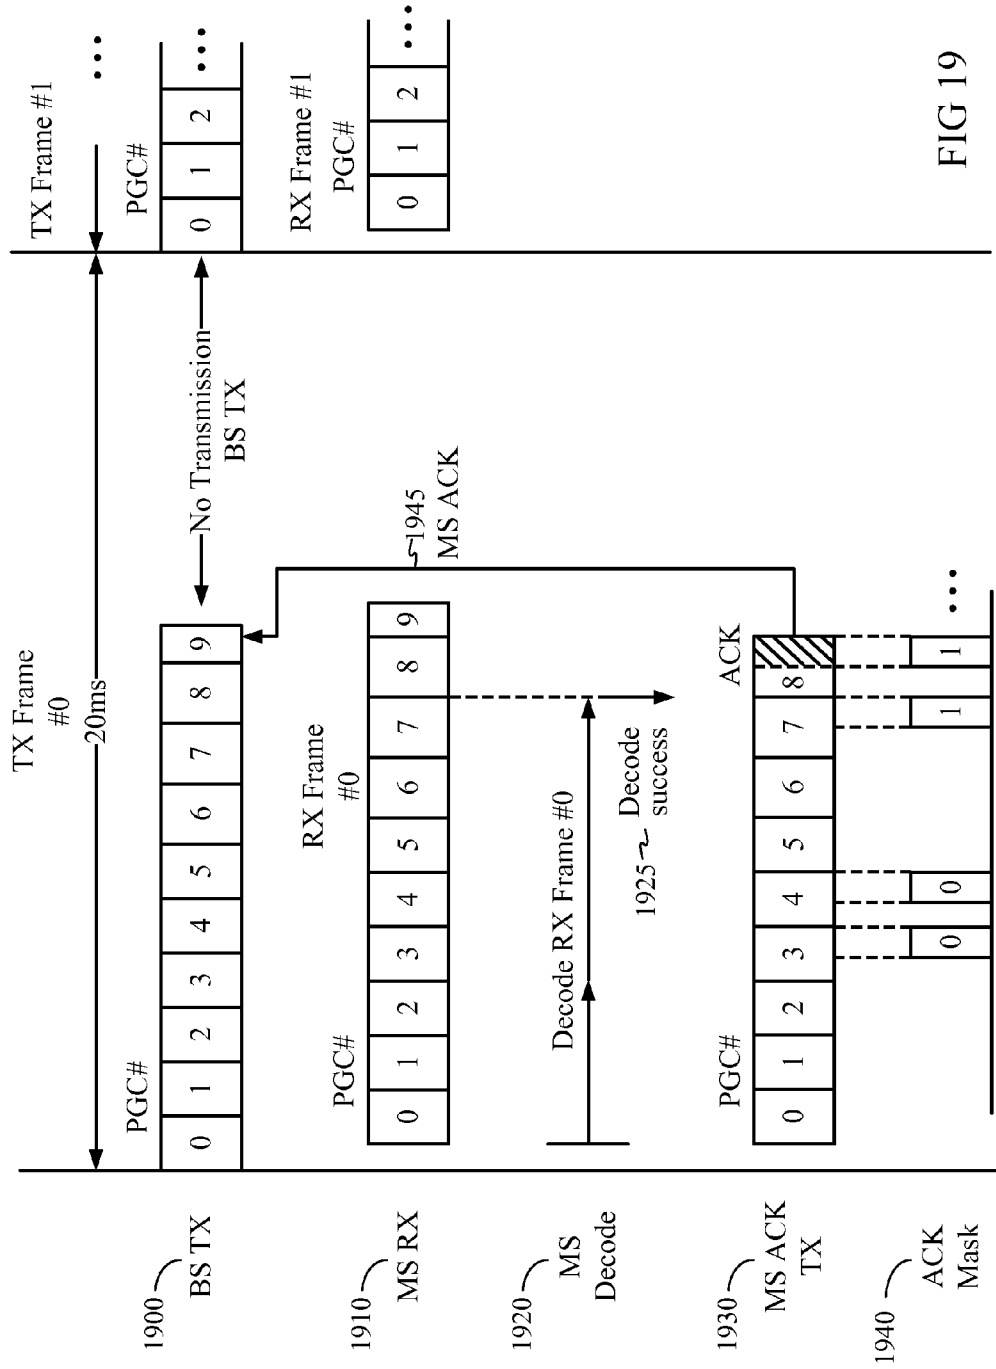 TX Frame
#0
TX Frame #1
20ms
...
1900
BS TX
PGC#
0 1 2 3 4 5 6 7 8 9
No Transmission
BS TX
PGC#
0 1 2 ...
1910
MS RX
PGC#
RX Frame
#0
0 1 2 3 4 5 6 7 8 9
RX Frame #1
PGC#
0 1 2 ...
1945
MS ACK
1920
MS
Decode
Decode RX Frame #0
1925 Decode
success
1930
MS ACK
TX
PGC#
0 1 2 3 4 5 6 7 8
ACK
1940
ACK
Mask
0 0 1 1 ...
FIG 19